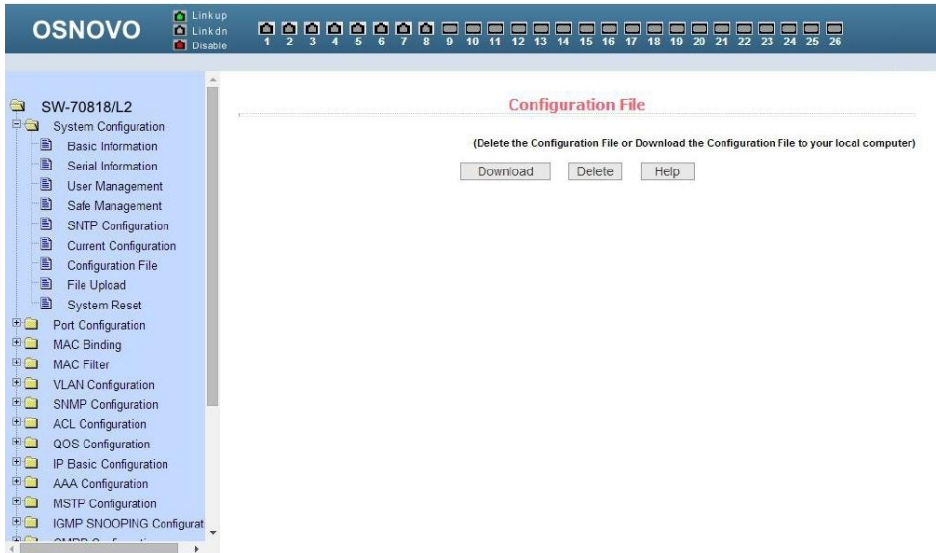 OSNOVO
Link up
Link dn
Disable
1 2 3 4 5 6 7 8 9 10 11 12 13 14 15 16 17 18 19 20 21 22 23 24 25 26
SW-70818/L2
System Configuration
Basic Information
Serial Information
User Management
Safe Management
SNTP Configuration
Current Configuration
Configuration File
File Upload
System Reset
Port Configuration
MAC Binding
MAC Filter
VLAN Configuration
SNMP Configuration
ACL Configuration
QOS Configuration
IP Basic Configuration
AAA Configuration
MSTP Configuration
IGMP SNOOPING Configurat
Configuration File
(Delete the Configuration File or Download the Configuration File to your local computer)
Download Delete Help